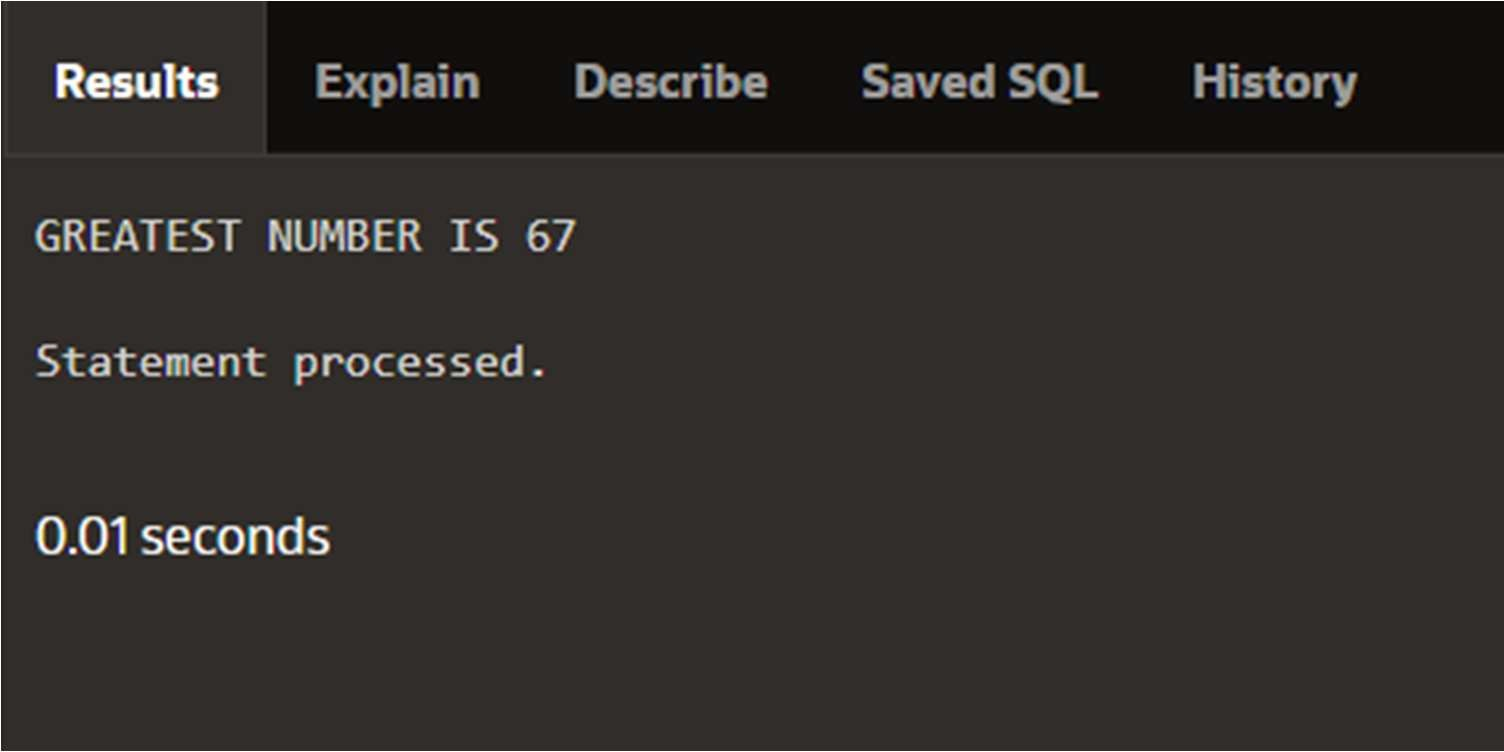 Results Explain Describe Saved SQL History
GREATEST NUMBER IS 67
Statement processed.
0.01 seconds